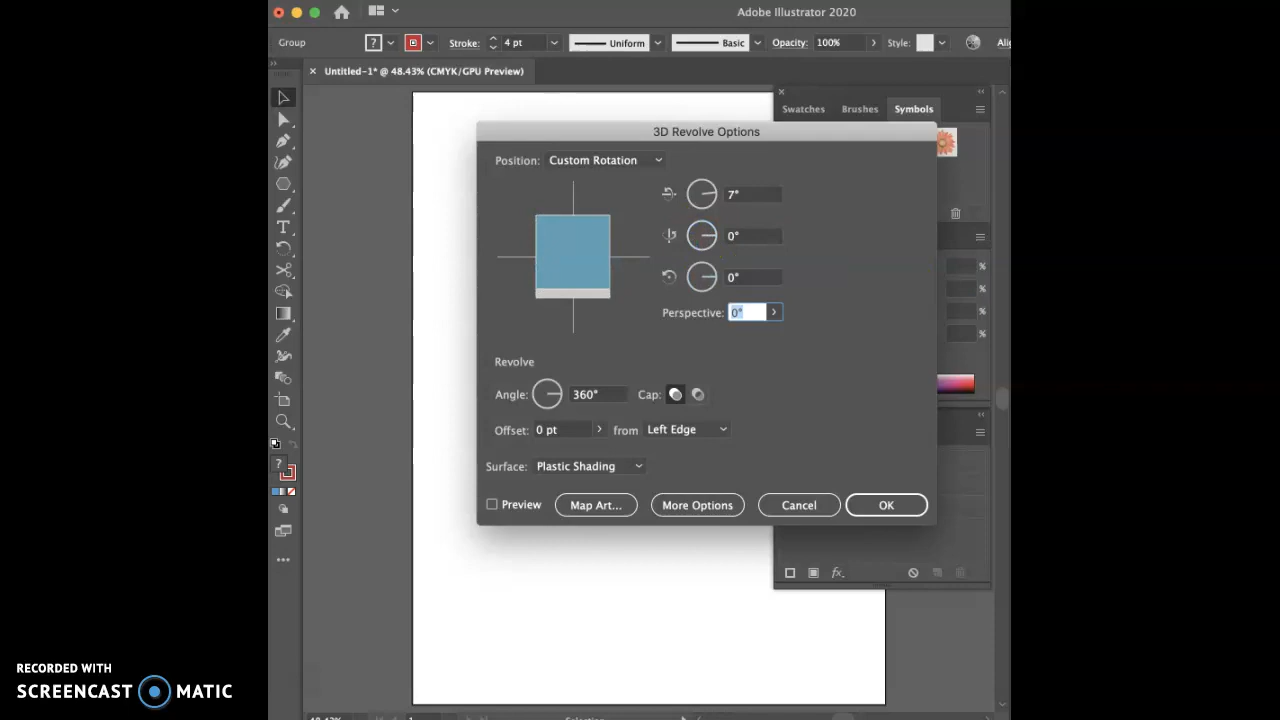 Adobe Illustrator 2020
Group ? Stroke: 4 pt Uniform Basic Opacity: 100% Style:
× Untitled-1* @ 48.43% (CMYK/GPU Preview)
Swatches Brushes Symbols
3D Revolve Options
Position: Custom Rotation
7°
0°
0°
Perspective: 0°
%
%
%
%
Revolve
Angle: 360° Cap:
Offset: 0 pt from Left Edge
Surface: Plastic Shading
Preview Map Art... More Options Cancel OK
?
fx
RECORDED WITH
SCREENCAST MATIC